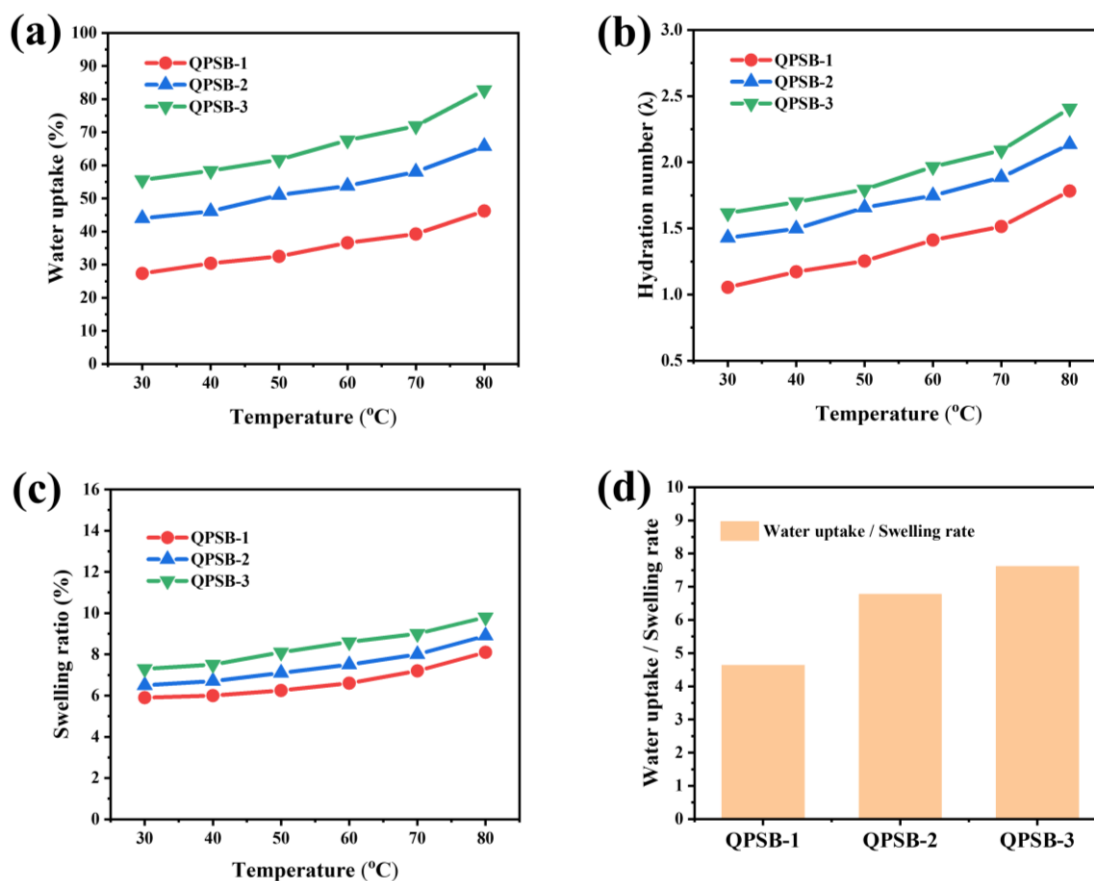 (a)
100
90
80
70
60
50
40
30
20
10
0
Water uptake (%)
QPSB-1
QPSB-2
QPSB-3
30 40 50 60 70 80
Temperature (°C)
(b)
3.0
2.5
2.0
1.5
1.0
0.5
Hydration number (λ)
QPSB-1
QPSB-2
QPSB-3
30 40 50 60 70 80
Temperature (°C)
(c)
16
14
12
10
8
6
4
2
0
Swelling ratio (%)
QPSB-1
QPSB-2
QPSB-3
30 40 50 60 70 80
Temperature (°C)
(d)
10
9
8
7
6
5
4
3
2
1
0
Water uptake / Swelling rate
Water uptake / Swelling rate
QPSB-1 QPSB-2 QPSB-3